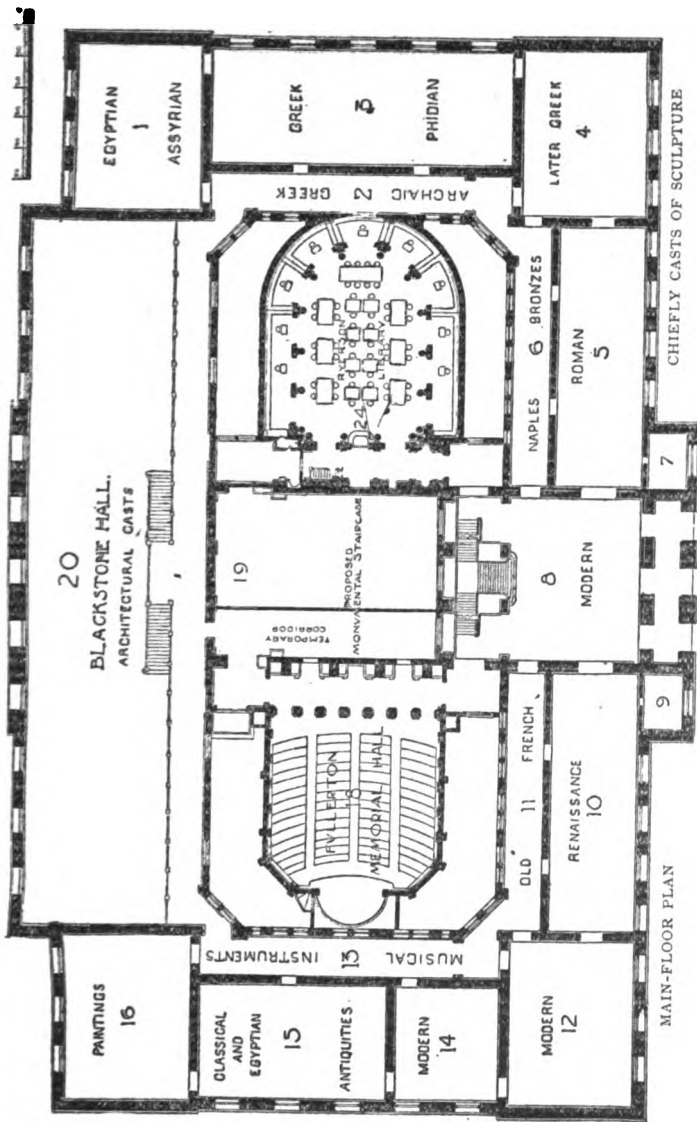 20
BLACKSTONE HALL.
ARCHITECTURAL CASTS
EGYPTIAN
1
ASSYRIAN
GREEK
3
PHIDIAN
LATER GREEK
4
ARCHAIC
2
GREEK
RYERSON
LIBRARY
24
NAPLES 6 BRONZES
ROMAN
5
7
19
PROPOSED
MONUMENTAL STAIRCASE
TEMPORARY
CORRIDOR
8
MODERN
9
FULLERTON
18
MEMORIAL HALL
OLD 11 FRENCH
RENAISSANCE
10
MUSICAL
13
INSTRUMENTS
PAINTINGS
16
CLASSICAL
AND
EGYPTIAN
15
ANTIQUITIES
MODERN
14
MODERN
12
MAIN-FLOOR PLAN
CHIEFLY CASTS OF SCULPTURE